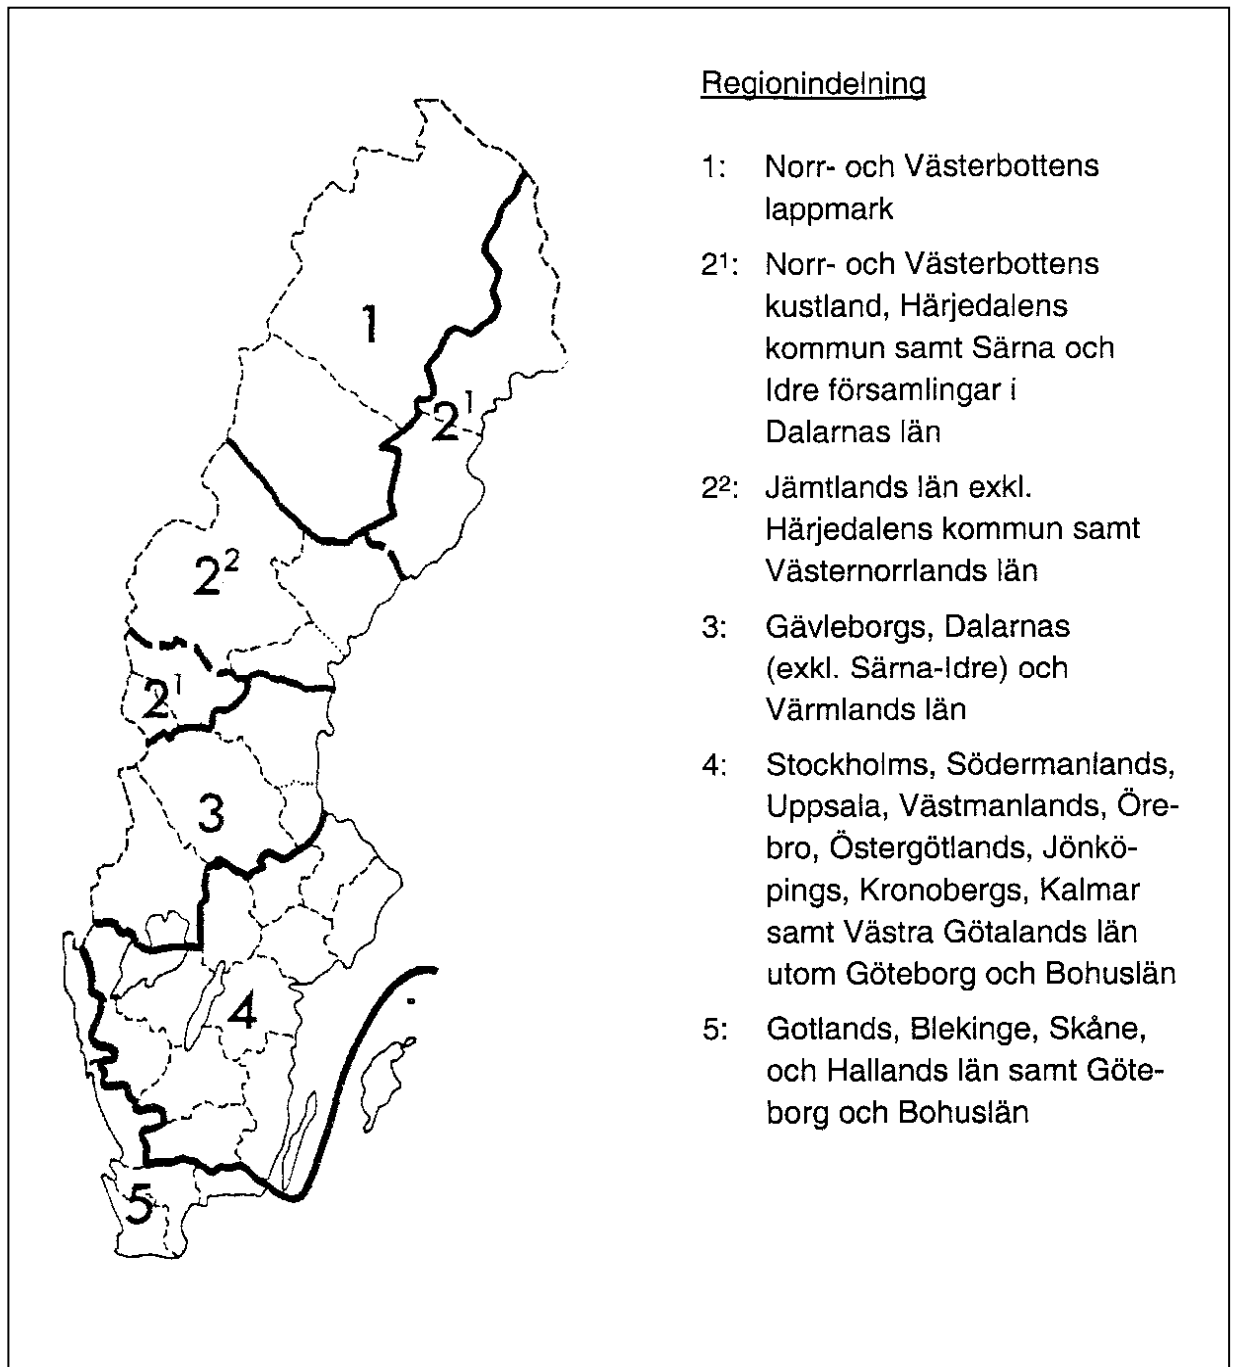 Regionindelning
1: Norr- och Västerbottens
lappmark
2¹: Norr- och Västerbottens
kustland, Härjedalens
kommun samt Särna och
Idre församlingar i
Dalarnas län
2²: Jämtlands län exkl.
Härjedalens kommun samt
Västernorrlands län
3: Gävleborgs, Dalarnas
(exkl. Särna-Idre) och
Värmlands län
4: Stockholms, Södermanlands,
Uppsala, Västmanlands, Öre-
bro, Östergötlands, Jönkö-
pings, Kronobergs, Kalmar
samt Västra Götalands län
utom Göteborg och Bohuslän
5: Gotlands, Blekinge, Skåne,
och Hallands län samt Göte-
borg och Bohuslän
1
2¹
2²
2¹
3
4
5